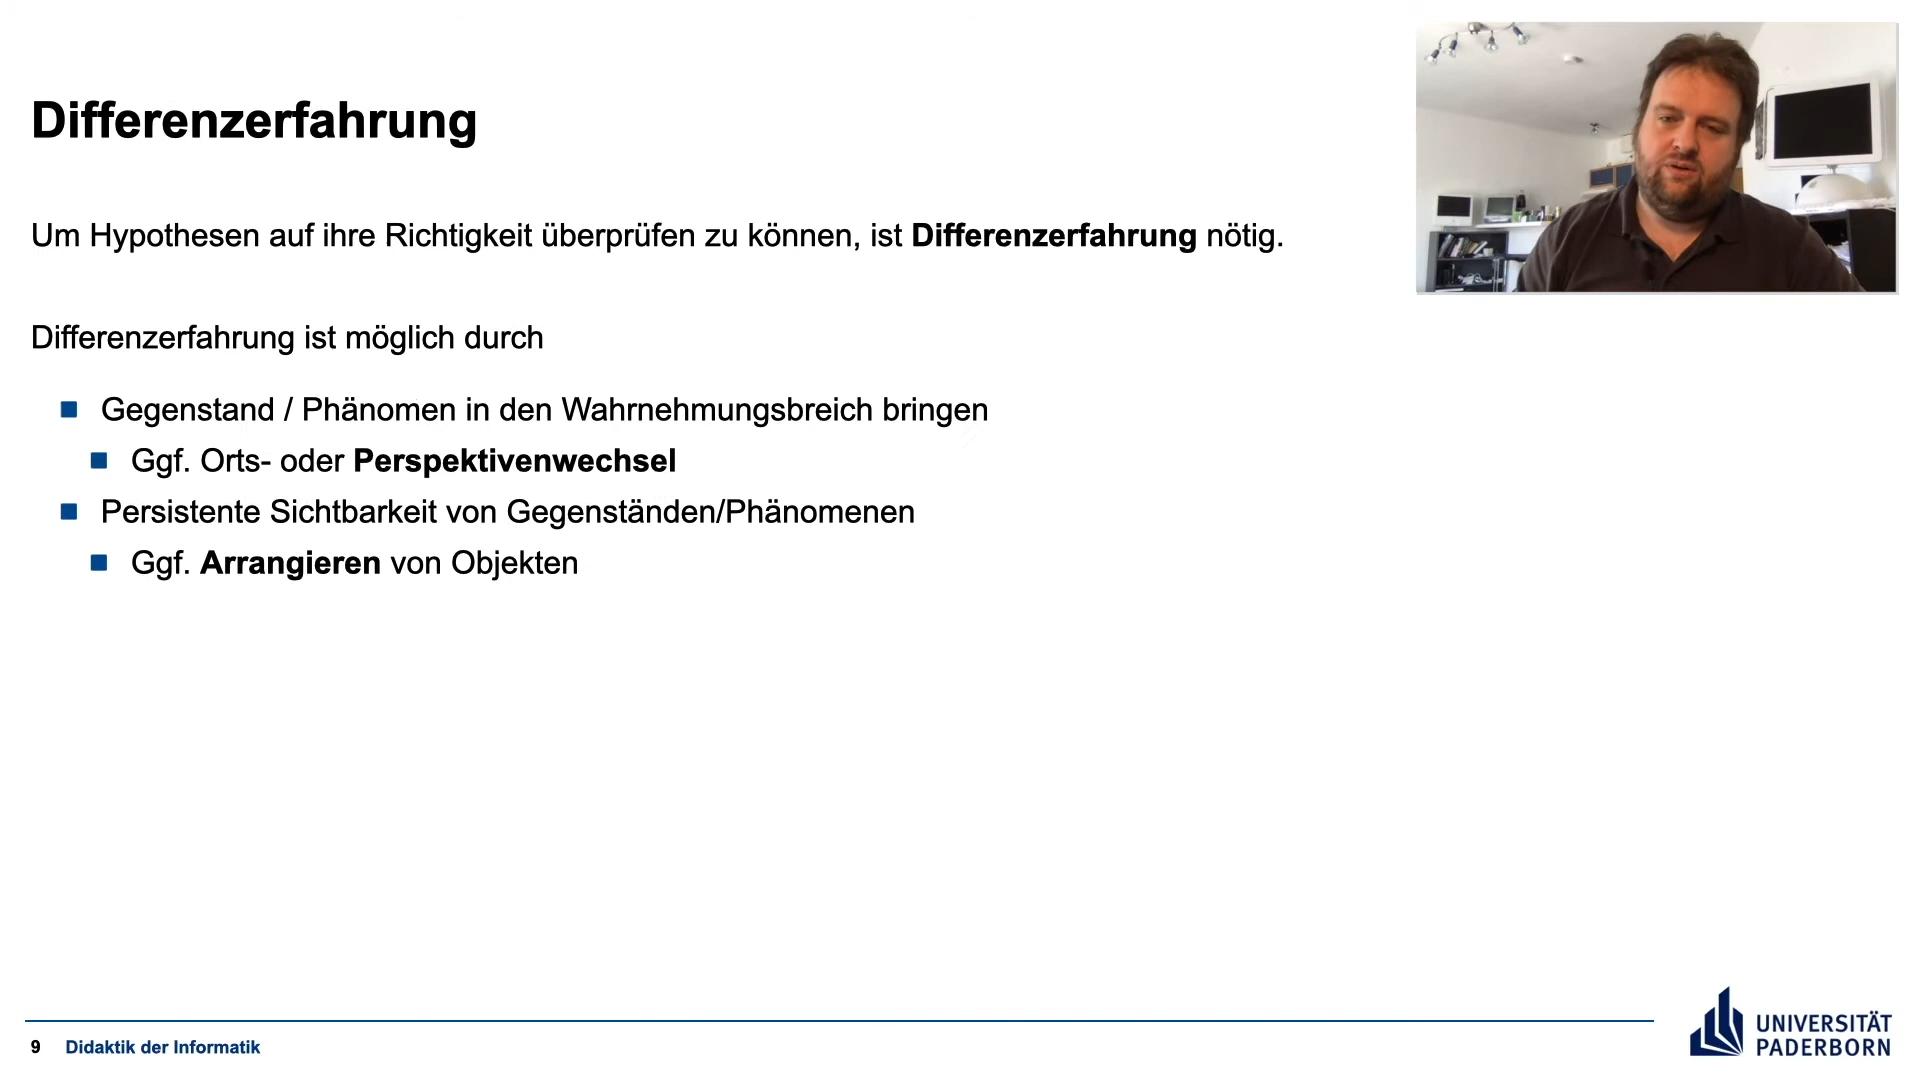 Differenzerfahrung
Um Hypothesen auf ihre Richtigkeit überprüfen zu können, ist Differenzerfahrung nötig.
Differenzerfahrung ist möglich durch
Gegenstand / Phänomen in den Wahrnehmungsbreich bringen
Ggf. Orts- oder Perspektivenwechsel
Persistente Sichtbarkeit von Gegenständen/Phänomenen
Ggf. Arrangieren von Objekten
9 Didaktik der Informatik
UNIVERSITÄT
PADERBORN